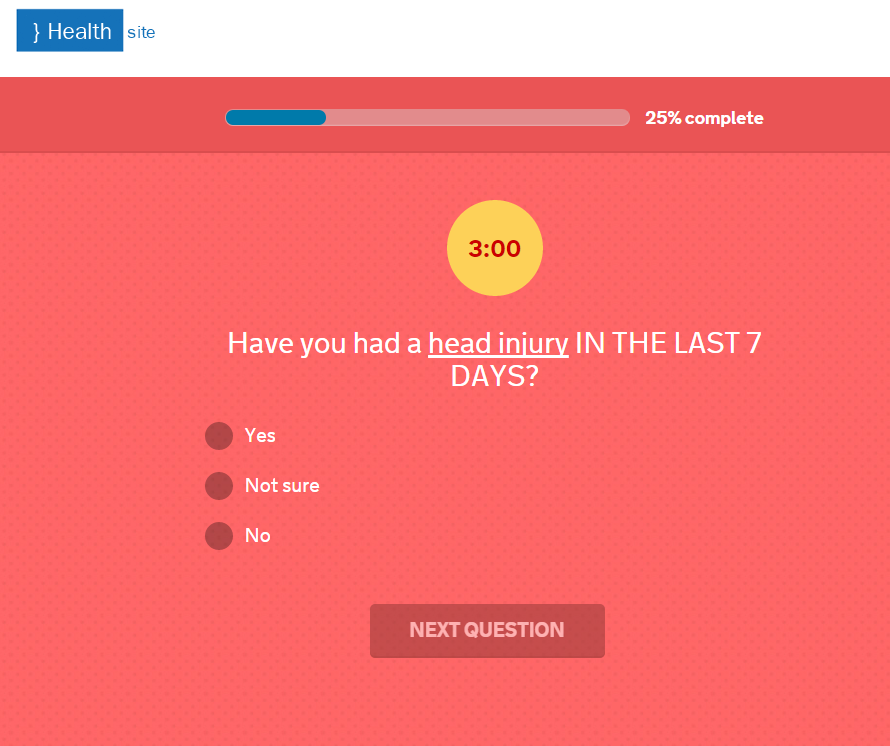 } Health site
25% complete
3:00
Have you had a head injury IN THE LAST 7
DAYS?
Yes
Not sure
No
NEXT QUESTION